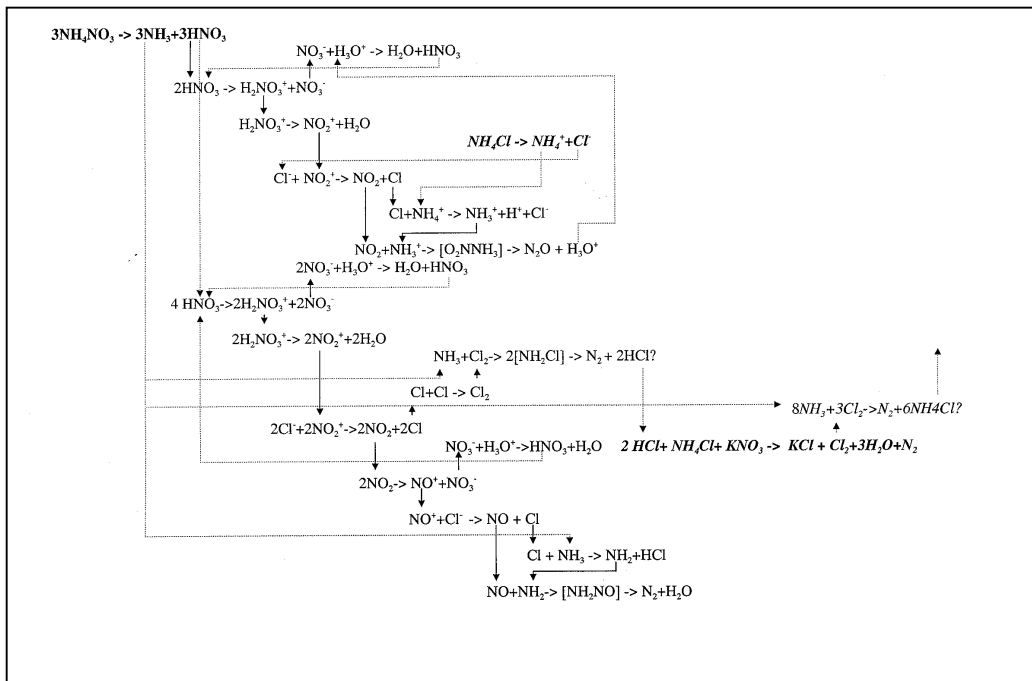 3NH₄NO₃ -> 3NH₃+3HNO₃
NO₃⁻+H₃O⁺ -> H₂O+HNO₃
2HNO₃ -> H₂NO₃⁺+NO₃⁻
H₂NO₃⁺-> NO₂⁺+H₂O
NH₄Cl -> NH₄⁺+Cl⁻
Cl⁻+ NO₂⁺-> NO₂+Cl
Cl+NH₄⁺ -> NH₃⁺+H⁺+Cl⁻
NO₂+NH₃⁺-> [O₂NNH₃] -> N₂O + H₃O⁺
2NO₃⁻+H₃O⁺ -> H₂O+HNO₃
4 HNO₃->2H₂NO₃⁺+2NO₃⁻
2H₂NO₃⁺-> 2NO₂⁺+2H₂O
NH₃+Cl₂-> 2[NH₂Cl] -> N₂ + 2HCl?
Cl+Cl -> Cl₂
8NH₃+3Cl₂->N₂+6NH4Cl?
2Cl⁻+2NO₂⁺->2NO₂+2Cl
NO₃⁻+H₃O⁺->HNO₃+H₂O
2 HCl+ NH₄Cl+ KNO₃ -> KCl + Cl₂+3H₂O+N₂
2NO₂-> NO⁺+NO₃⁻
NO⁺+Cl⁻ -> NO + Cl
Cl + NH₃ -> NH₂+HCl
NO+NH₂-> [NH₂NO] -> N₂+H₂O